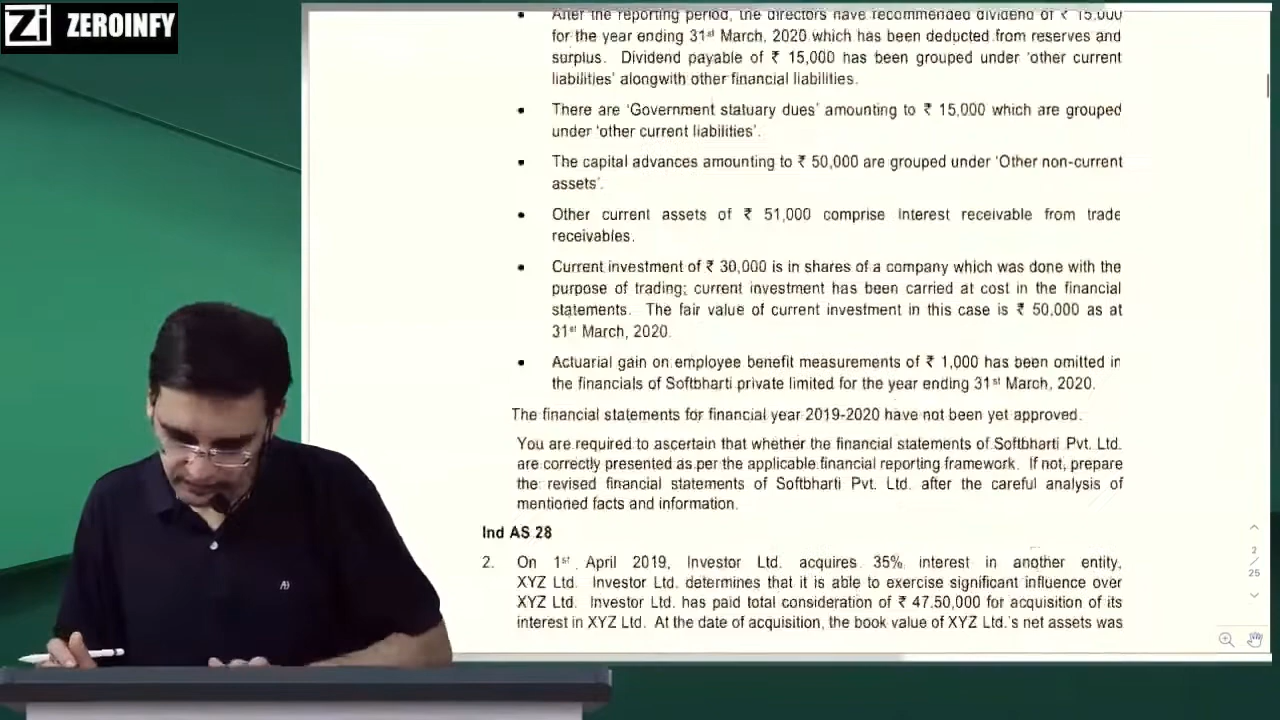 Zi ZEROINFY
After the reporting period, the directors have recommended dividend of ₹ 15,000
for the year ending 31st March, 2020 which has been deducted from reserves and
surplus. Dividend payable of ₹ 15,000 has been grouped under 'other current
liabilities' alongwith other financial liabilities.
• There are 'Government statuary dues' amounting to ₹ 15,000 which are grouped
under 'other current liabilities'.
• The capital advances amounting to ₹ 50,000 are grouped under 'Other non-current
assets'.
• Other current assets of ₹ 51,000 comprise Interest receivable from trade
receivables.
• Current investment of ₹ 30,000 is in shares of a company which was done with the
purpose of trading; current investment has been carried at cost in the financial
statements. The fair value of current investment in this case is ₹ 50,000 as at
31st March, 2020.
• Actuarial gain on employee benefit measurements of ₹ 1,000 has been omitted in
the financials of Softbharti private limited for the year ending 31st March, 2020.
The financial statements for financial year 2019-2020 have not been yet approved.
You are required to ascertain that whether the financial statements of Softbharti Pvt. Ltd.
are correctly presented as per the applicable financial reporting framework. If not, prepare
the revised financial statements of Softbharti Pvt. Ltd. after the careful analysis of
mentioned facts and information.
Ind AS 28
2. On 1st April 2019, Investor Ltd. acquires 35% interest in another entity,
XYZ Ltd. Investor Ltd. determines that it is able to exercise significant influence over
XYZ Ltd. Investor Ltd. has paid total consideration of ₹ 47,50,000 for acquisition of its
interest in XYZ Ltd. At the date of acquisition, the book value of XYZ Ltd.'s net assets was
2
/
25